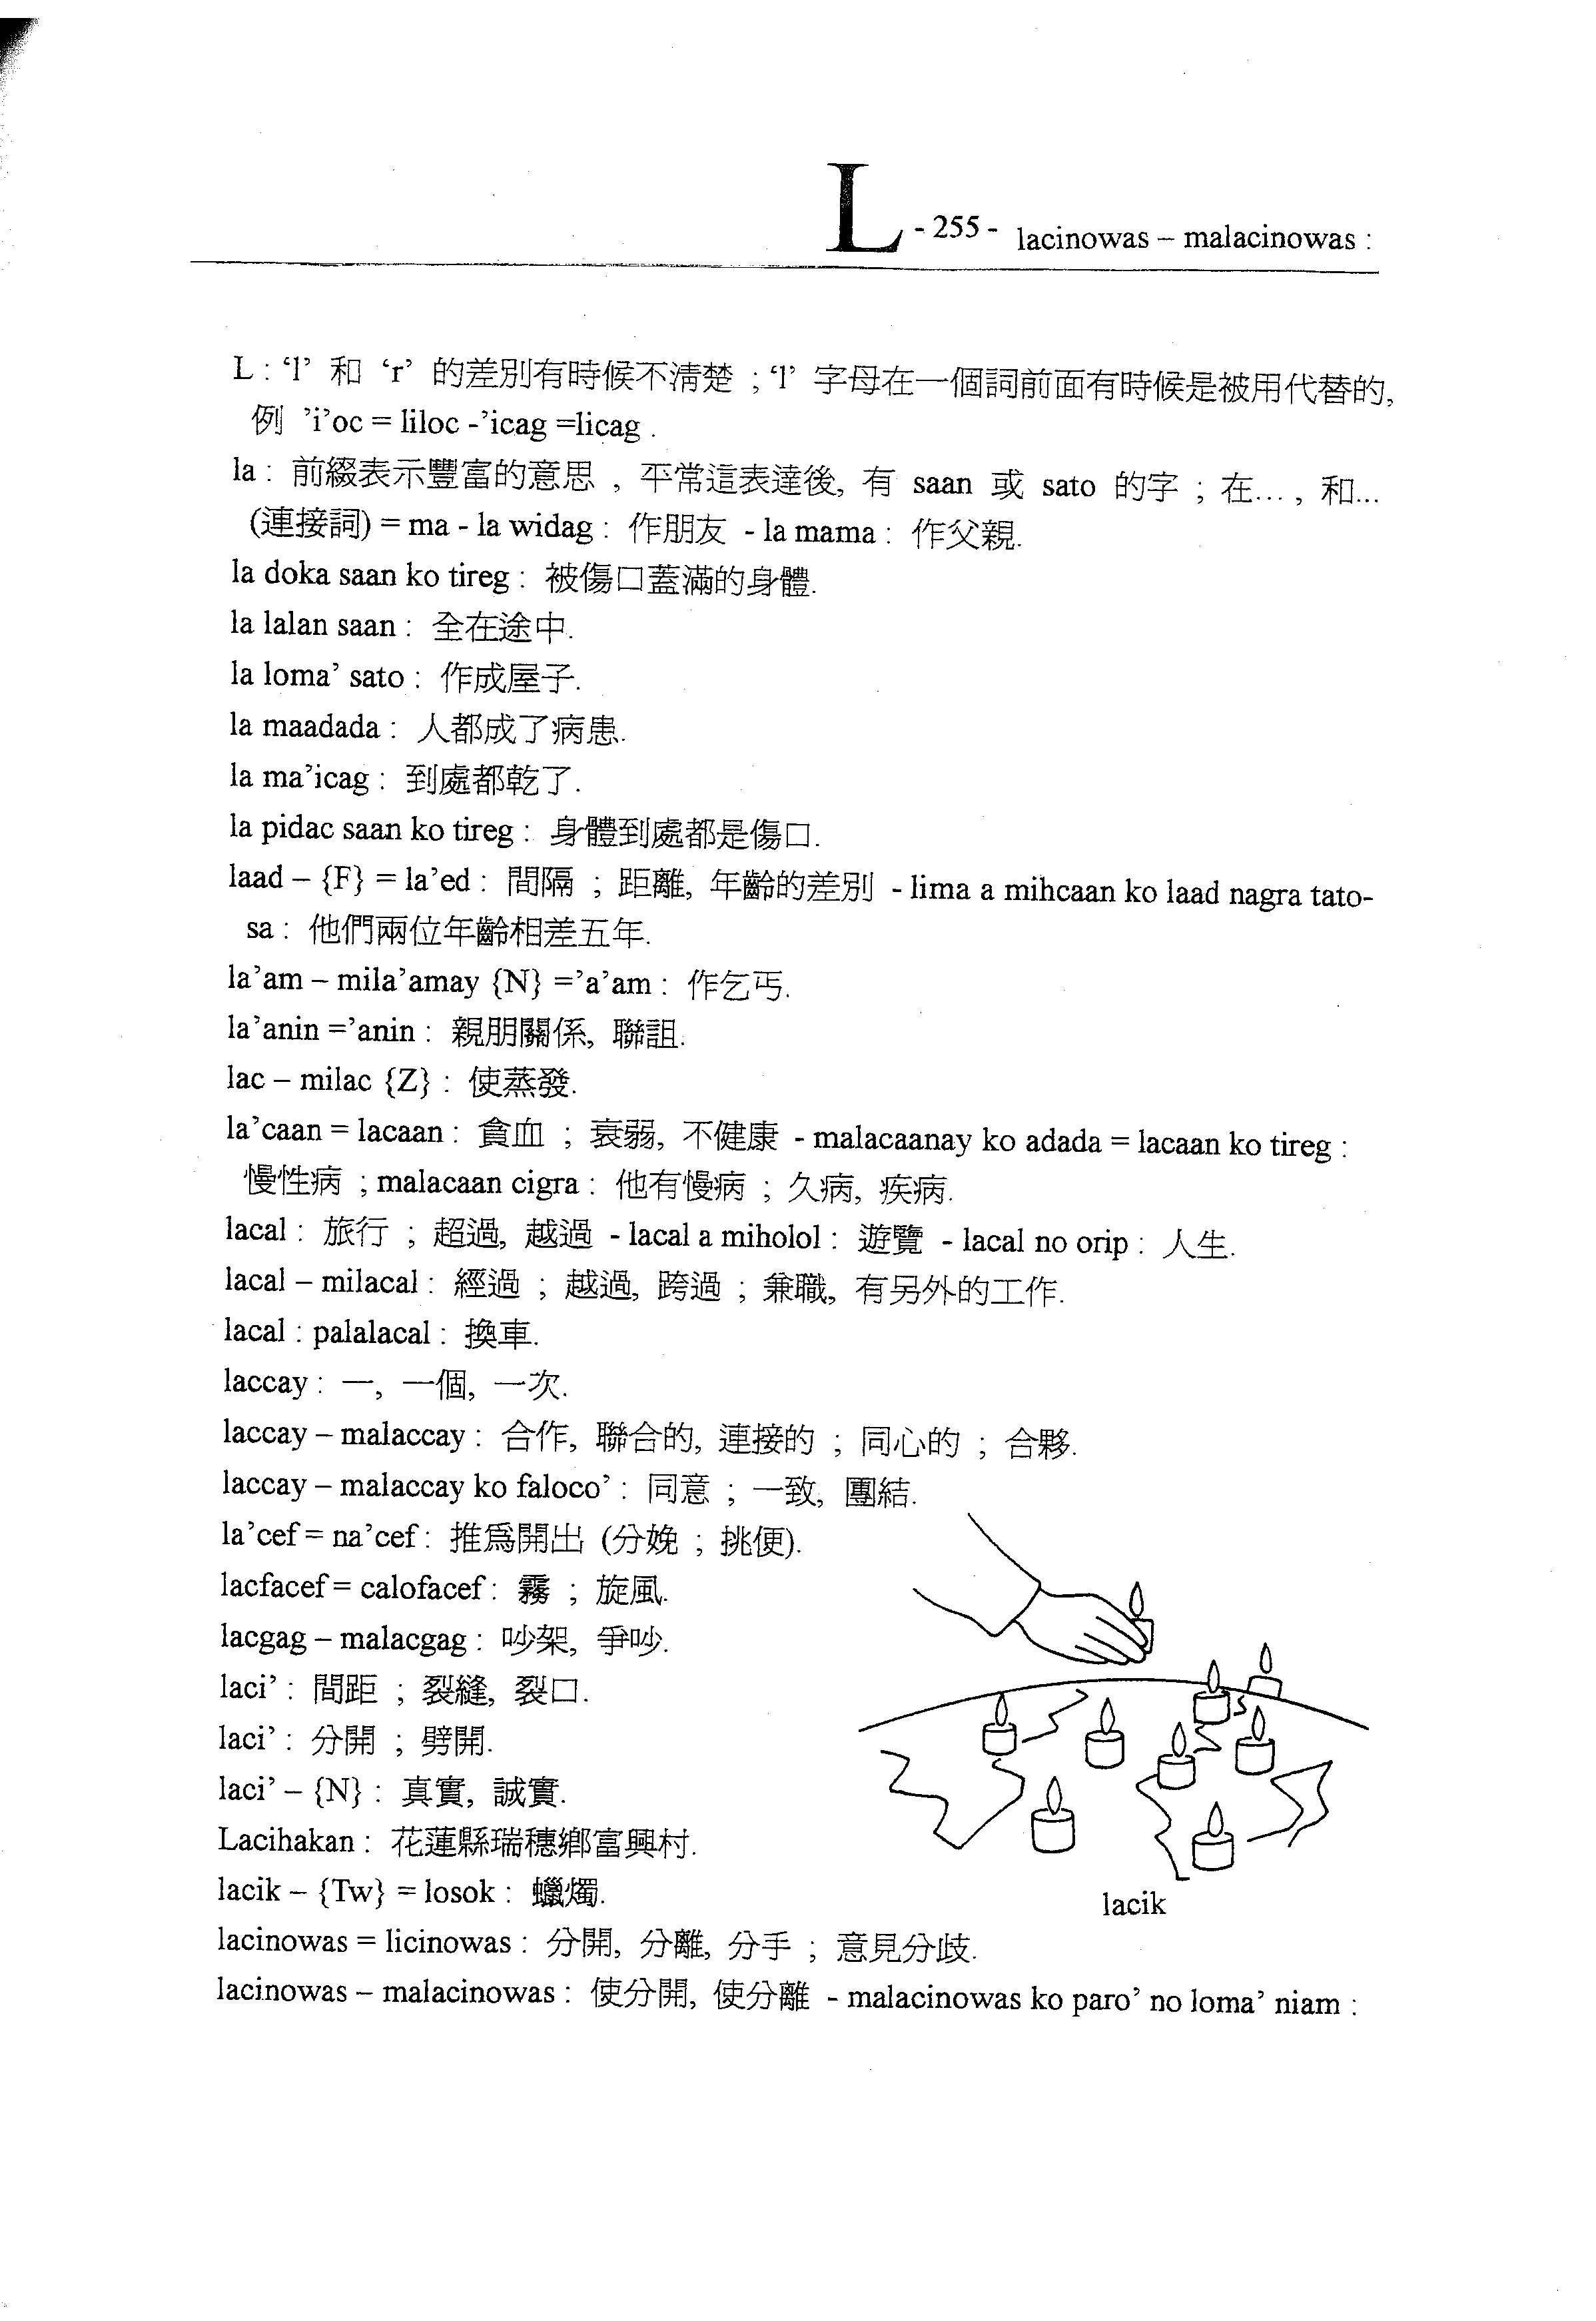 L - 255 - lacinowas – malacinowas :
L : ‘l’ 和 ‘r’ 的差別有時候不清楚 ; ‘l’ 字母在一個詞前面有時候是被用代替的,
例 ’i’oc = liloc -’icag =licag .
la : 前綴表示豐富的意思 , 平常這表達後, 有 saan 或 sato 的字 ; 在... , 和...
(連接詞) = ma - la widag : 作朋友 - la mama : 作父親.
la doka saan ko tireg : 被傷口蓋滿的身體.
la lalan saan : 全在途中.
la loma’ sato : 作成屋子.
la maadada : 人都成了病患.
la ma’icag : 到處都乾了.
la pidac saan ko tireg : 身體到處都是傷口.
laad – {F} = la’ed : 間隔 ; 距離, 年齡的差別 - lima a mihcaan ko laad nagra tato-
sa : 他們兩位年齡相差五年.
la’am – mila’amay {N} =’a’am : 作乞丐.
la’anin =’anin : 親朋關係, 聯詛.
lac – milac {Z} : 使蒸發.
la’caan = lacaan : 貧血 ; 衰弱, 不健康 - malacaanay ko adada = lacaan ko tireg :
慢性病 ; malacaan cigra : 他有慢病 ; 久病, 疾病.
lacal : 旅行 ; 超過, 越過 - lacal a miholol : 遊覽 - lacal no orip : 人生.
lacal – milacal : 經過 ; 越過, 跨過 ; 兼職, 有另外的工作.
lacal : palalacal : 換車.
laccay : 一, 一個, 一次.
laccay – malaccay : 合作, 聯合的, 連接的 ; 同心的 ; 合夥.
laccay – malaccay ko faloco’ : 同意 ; 一致, 團結.
la’cef = na’cef : 推為開出 (分娩 ; 挑便).
lacfacef = calofacef : 霧 ; 旋風.
lacgag – malacgag : 吵架, 爭吵.
laci’ : 間距 ; 裂縫, 裂口.
laci’ : 分開 ; 劈開.
laci’ – {N} : 真實, 誠實.
Lacihakan : 花蓮縣瑞穗鄉富興村.
lacik – {Tw} = losok : 蠟燭.
lacik
lacinowas = licinowas : 分開, 分離, 分手 ; 意見分歧.
lacinowas – malacinowas : 使分開, 使分離 - malacinowas ko paro’ no loma’ niam :